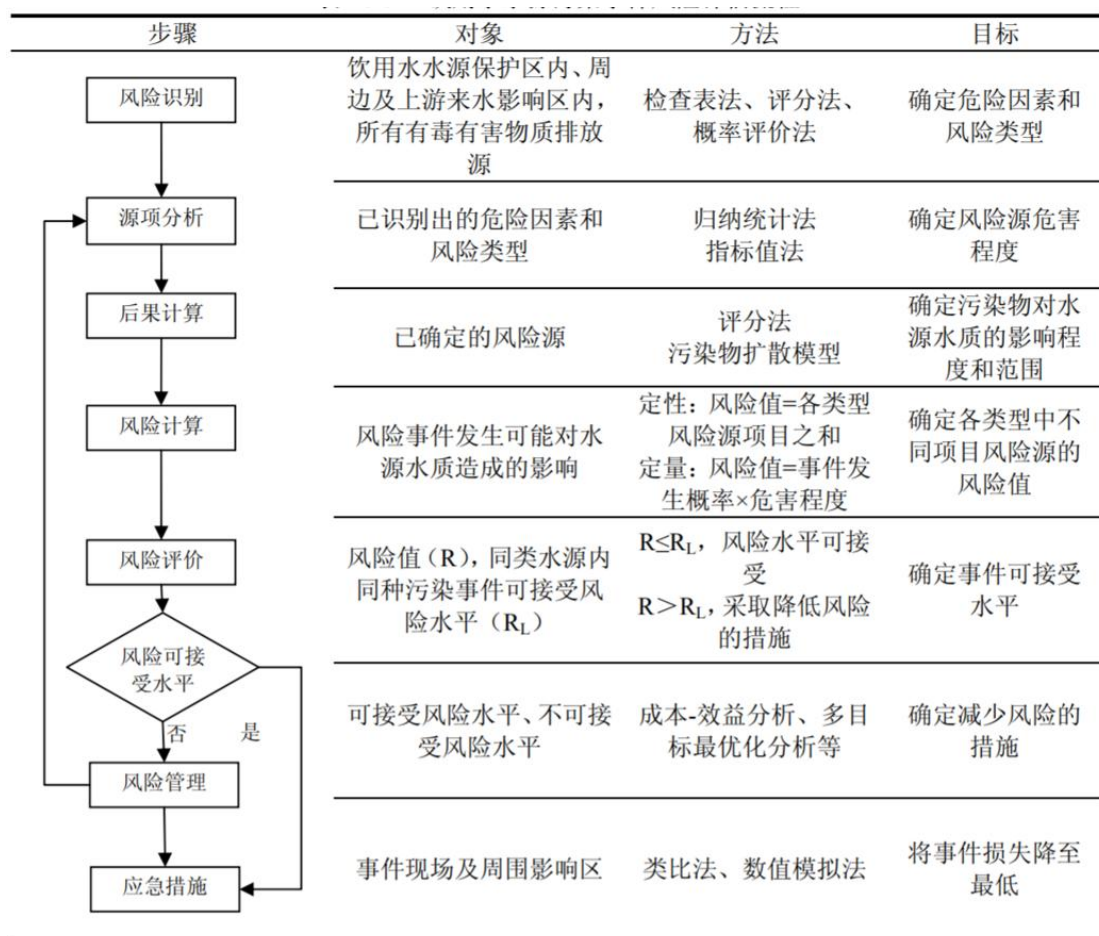 步骤
对象
方法
目标
风险识别
饮用水水源保护区内、周
边及上游来水影响区内，
所有有毒有害物质排放
源
检查表法、评分法、
概率评价法
确定危险因素和
风险类型
源项分析
已识别出的危险因素和
风险类型
归纳统计法
指标值法
确定风险源危害
程度
后果计算
已确定的风险源
评分法
污染物扩散模型
确定污染物对水
源水质的影响程
度和范围
风险计算
风险事件发生可能对水
源水质造成的影响
定性：风险值=各类型
风险源项目之和
定量：风险值=事件发
生概率×危害程度
确定各类型中不
同项目风险源的
风险值
风险评价
风险值（R），同类水源内
同种污染事件可接受风
险水平（RL）
R≤RL，风险水平可接
受
R＞RL，采取降低风险
的措施
确定事件可接受
水平
风险可接
受水平
否
是
风险管理
可接受风险水平、不可接
受风险水平
成本-效益分析、多目
标最优化分析等
确定减少风险的
措施
应急措施
事件现场及周围影响区
类比法、数值模拟法
将事件损失降至
最低